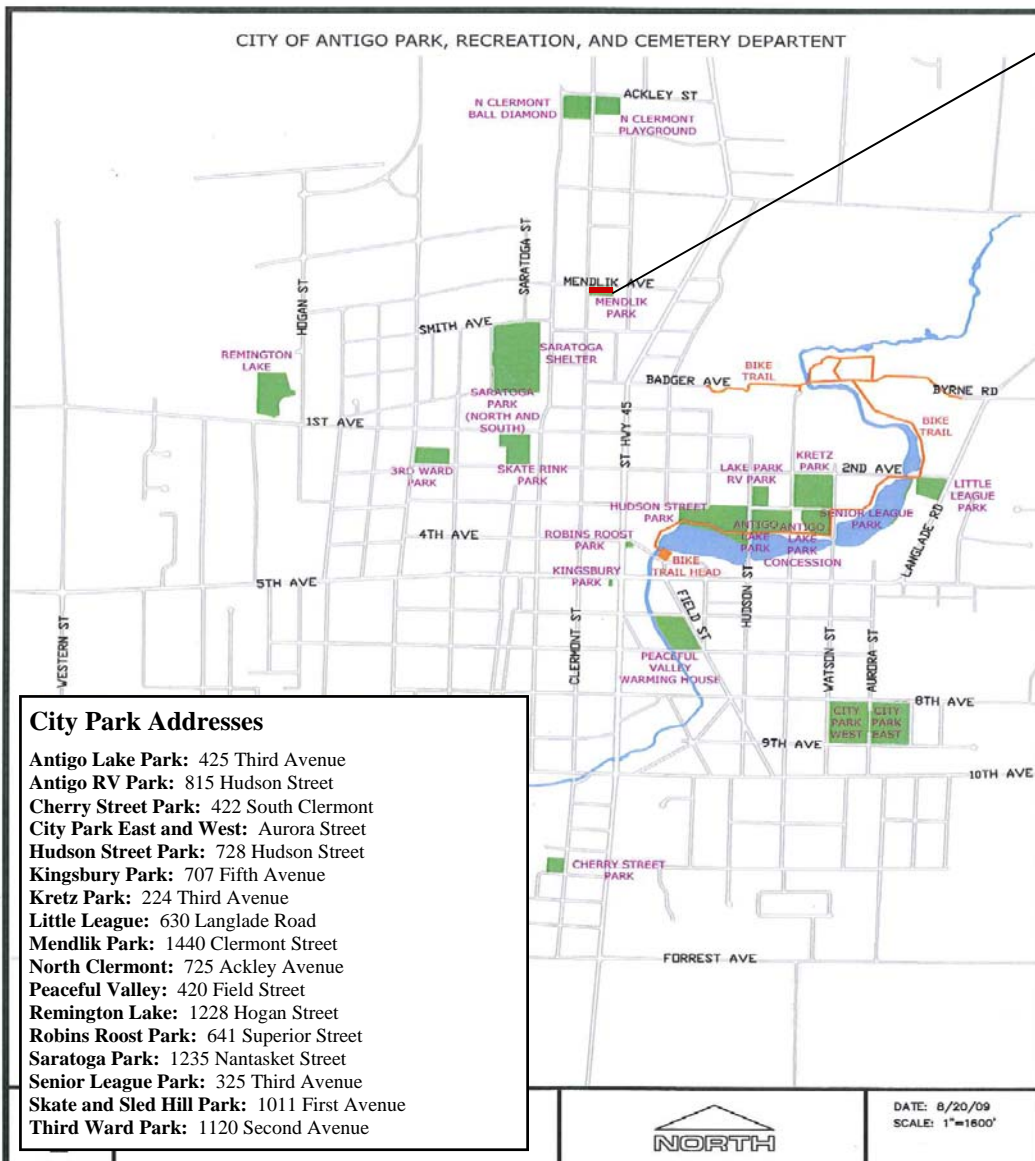 CITY OF ANTIGO PARK, RECREATION, AND CEMETERY DEPARTENT
ACKLEY ST
N CLERMONT
BALL DIAMOND
N CLERMONT
PLAYGROUND
SARATOGA ST
HOGAN ST
MENDLIK AVE
MENDLIK
PARK
SMITH AVE
SARATOGA
SHELTER
REMINGTON
LAKE
BIKE
TRAIL
BADGER AVE
BYRNE RD
SARATOGA
PARK
(NORTH AND
SOUTH)
1ST AVE
ST HWY 45
BIKE
TRAIL
3RD WARD
PARK
SKATE RINK
PARK
LAKE PARK
RV PARK
KRETZ
PARK
2ND AVE
LITTLE
LEAGUE
PARK
HUDSON STREET
PARK
SENIOR LEAGUE
PARK
LANGLADE RD
4TH AVE
ROBINS ROOST
PARK
ANTIGO
LAKE
PARK
ANTIGO
LAKE
PARK
CONCESSION
BIKE
TRAIL HEAD
KINGSBURY
PARK
5TH AVE
HUDSON ST
FIELD ST
WESTERN ST
CLERMONT ST
PEACEFUL
VALLEY
WARMING HOUSE
WATSON ST
AURORA ST
8TH AVE
CITY
PARK
WEST
CITY
PARK
EAST
9TH AVE
10TH AVE
CHERRY STREET
PARK
FORREST AVE
City Park Addresses
Antigo Lake Park: 425 Third Avenue
Antigo RV Park: 815 Hudson Street
Cherry Street Park: 422 South Clermont
City Park East and West: Aurora Street
Hudson Street Park: 728 Hudson Street
Kingsbury Park: 707 Fifth Avenue
Kretz Park: 224 Third Avenue
Little League: 630 Langlade Road
Mendlik Park: 1440 Clermont Street
North Clermont: 725 Ackley Avenue
Peaceful Valley: 420 Field Street
Remington Lake: 1228 Hogan Street
Robins Roost Park: 641 Superior Street
Saratoga Park: 1235 Nantasket Street
Senior League Park: 325 Third Avenue
Skate and Sled Hill Park: 1011 First Avenue
Third Ward Park: 1120 Second Avenue
NORTH
DATE: 8/20/09
SCALE: 1"=1600'